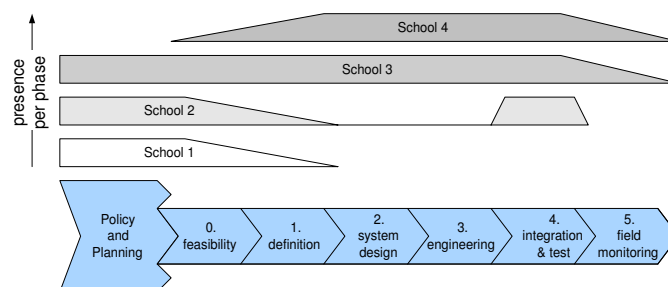 School 4
School 3
School 2
School 1
presence
per phase
Policy
and
Planning
0.
feasibility
1.
definition
2.
system
design
3.
engineering
4.
integration
& test
5.
field
monitoring